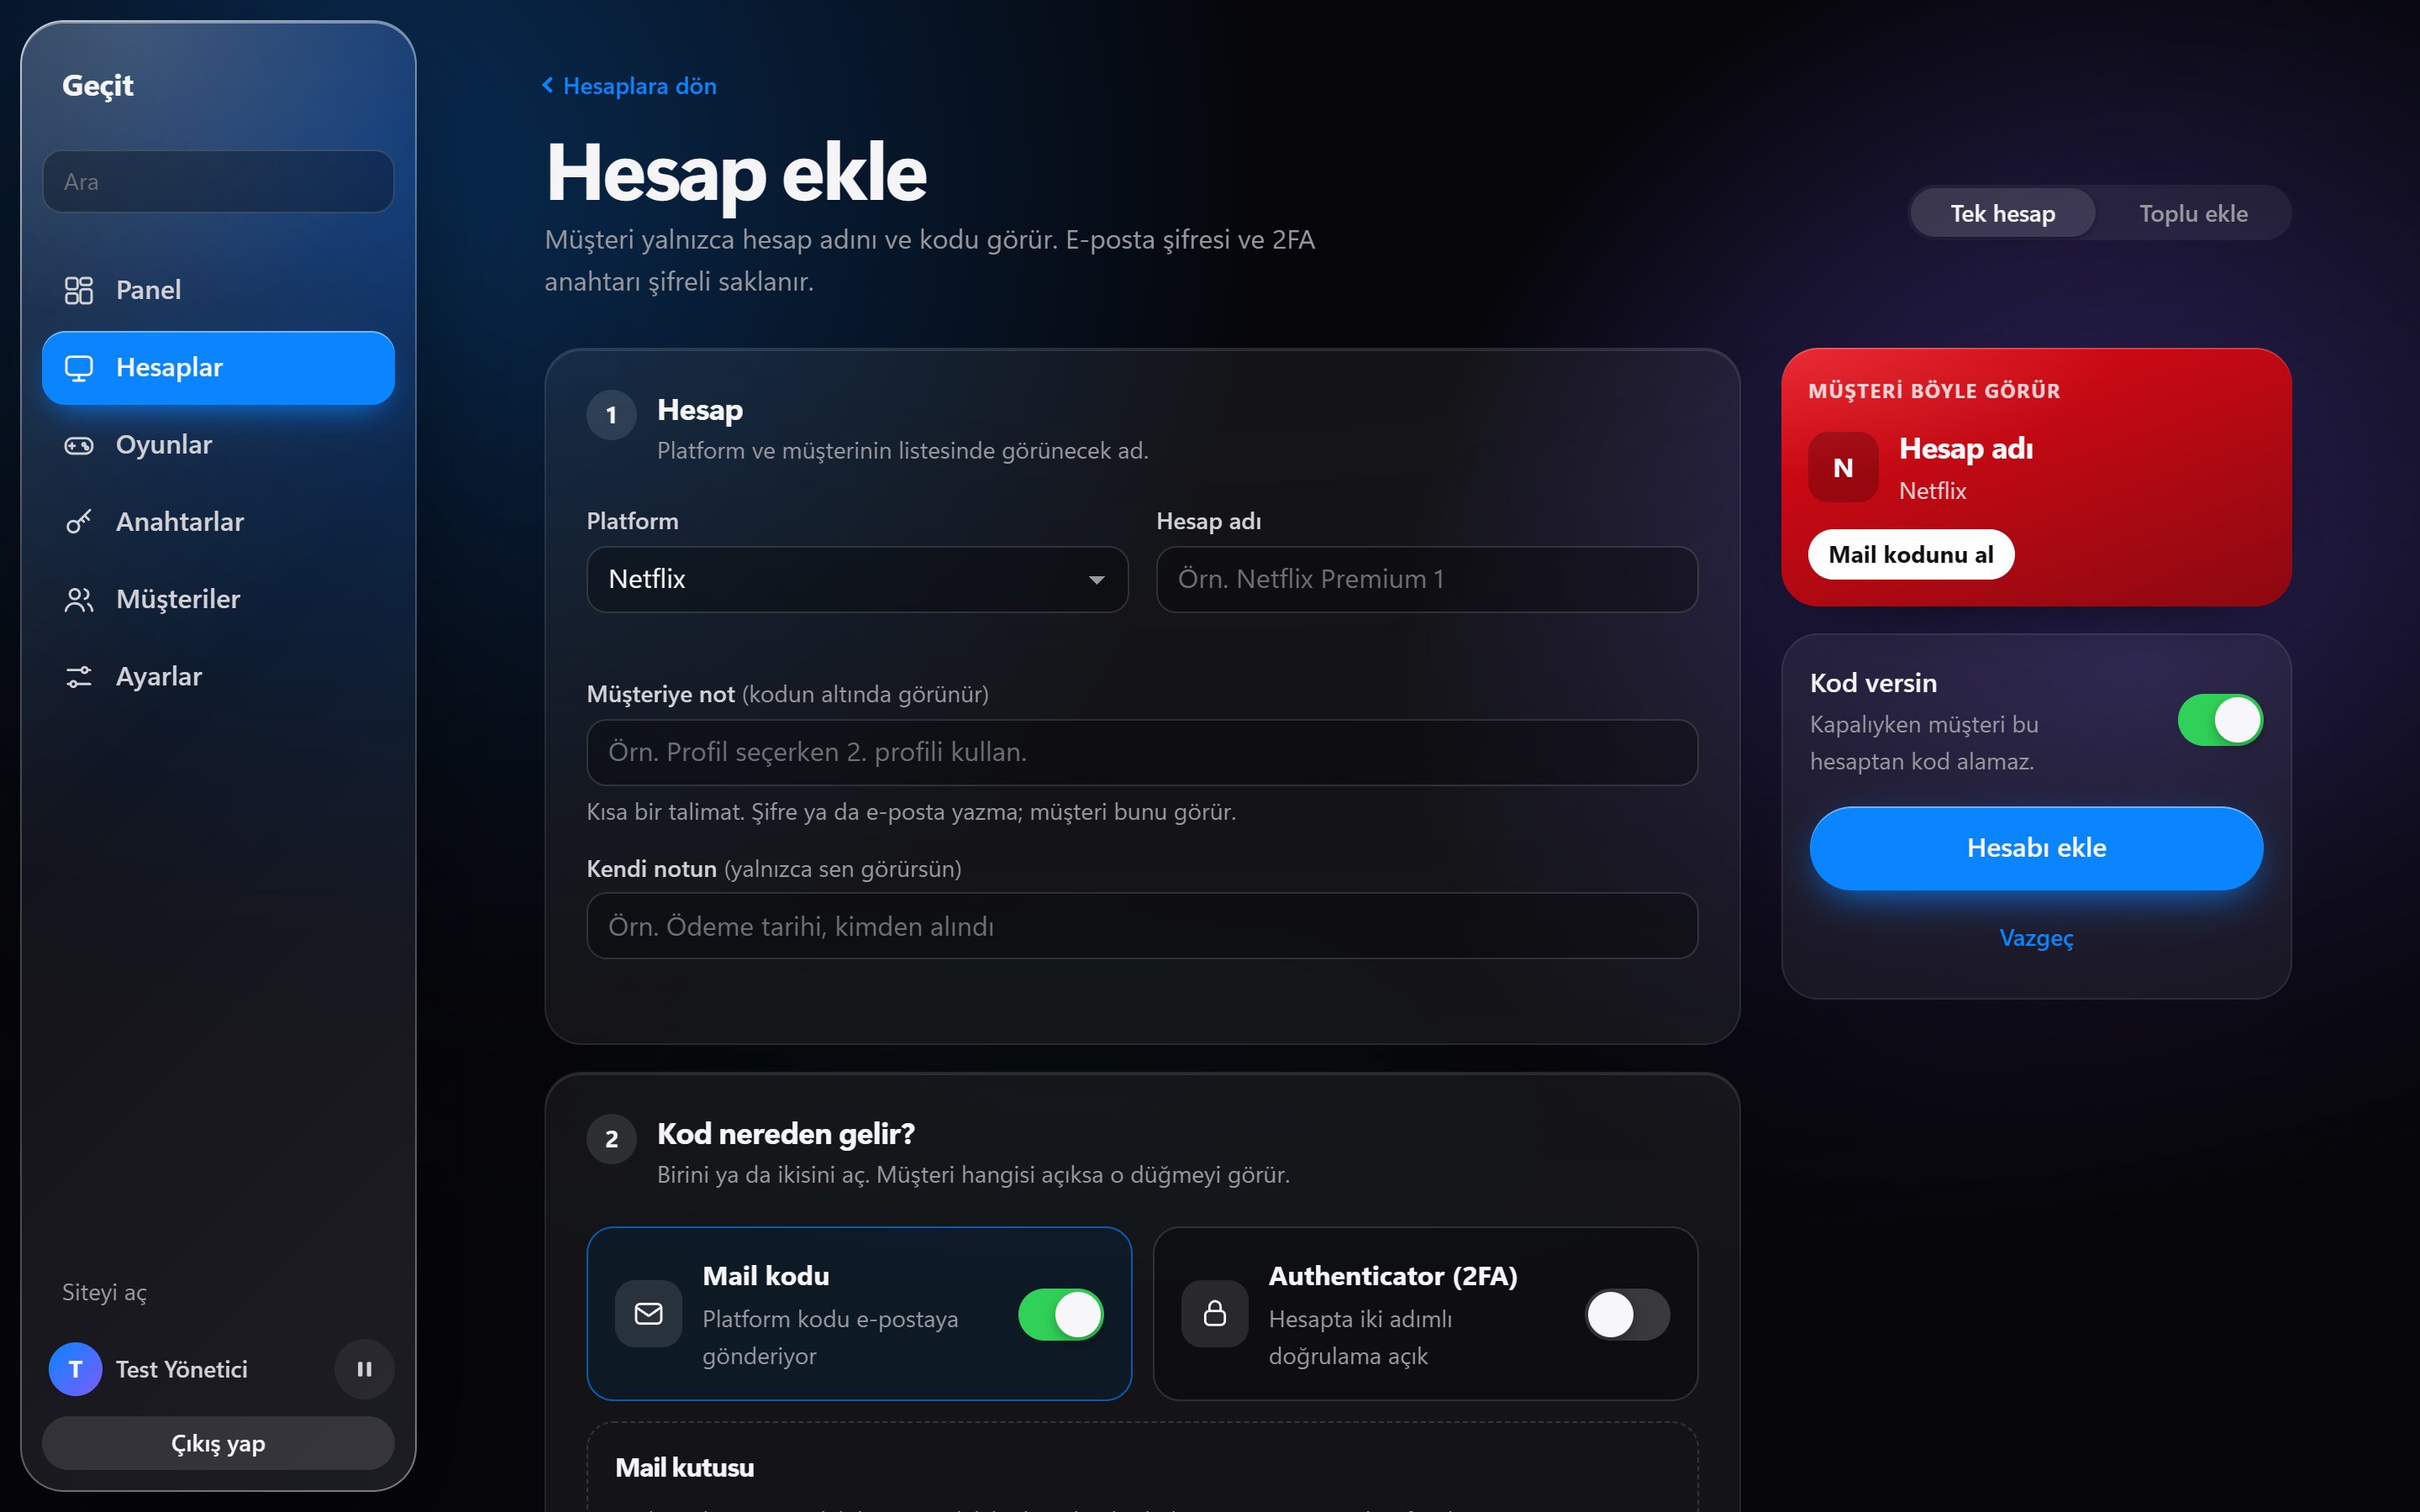 Geçit
Ara
Panel
Hesaplar
Oyunlar
Anahtarlar
Müşteriler
Ayarlar
Siteyi aç
T
Test Yönetici
Çıkış yap
Hesaplara dön
Hesap ekle
Müşteri yalnızca hesap adını ve kodu görür. E-posta şifresi ve 2FA
anahtarı şifreli saklanır.
Tek hesap
Toplu ekle
1
Hesap
Platform ve müşterinin listesinde görünecek ad.
Platform
Hesap adı
Netflix
Örn. Netflix Premium 1
Müşteriye not (kodun altında görünür)
Örn. Profil seçerken 2. profili kullan.
Kısa bir talimat. Şifre ya da e-posta yazma; müşteri bunu görür.
Kendi notun (yalnızca sen görürsün)
Örn. Ödeme tarihi, kimden alındı
2
Kod nereden gelir?
Birini ya da ikisini aç. Müşteri hangisi açıksa o düğmeyi görür.
Mail kodu
Platform kodu e-postaya
gönderiyor
Authenticator (2FA)
Hesapta iki adımlı
doğrulama açık
Mail kutusu
MÜŞTERİ BÖYLE GÖRÜR
N
Hesap adı
Netflix
Mail kodunu al
Kod versin
Kapalıyken müşteri bu
hesaptan kod alamaz.
Hesabı ekle
Vazgeç